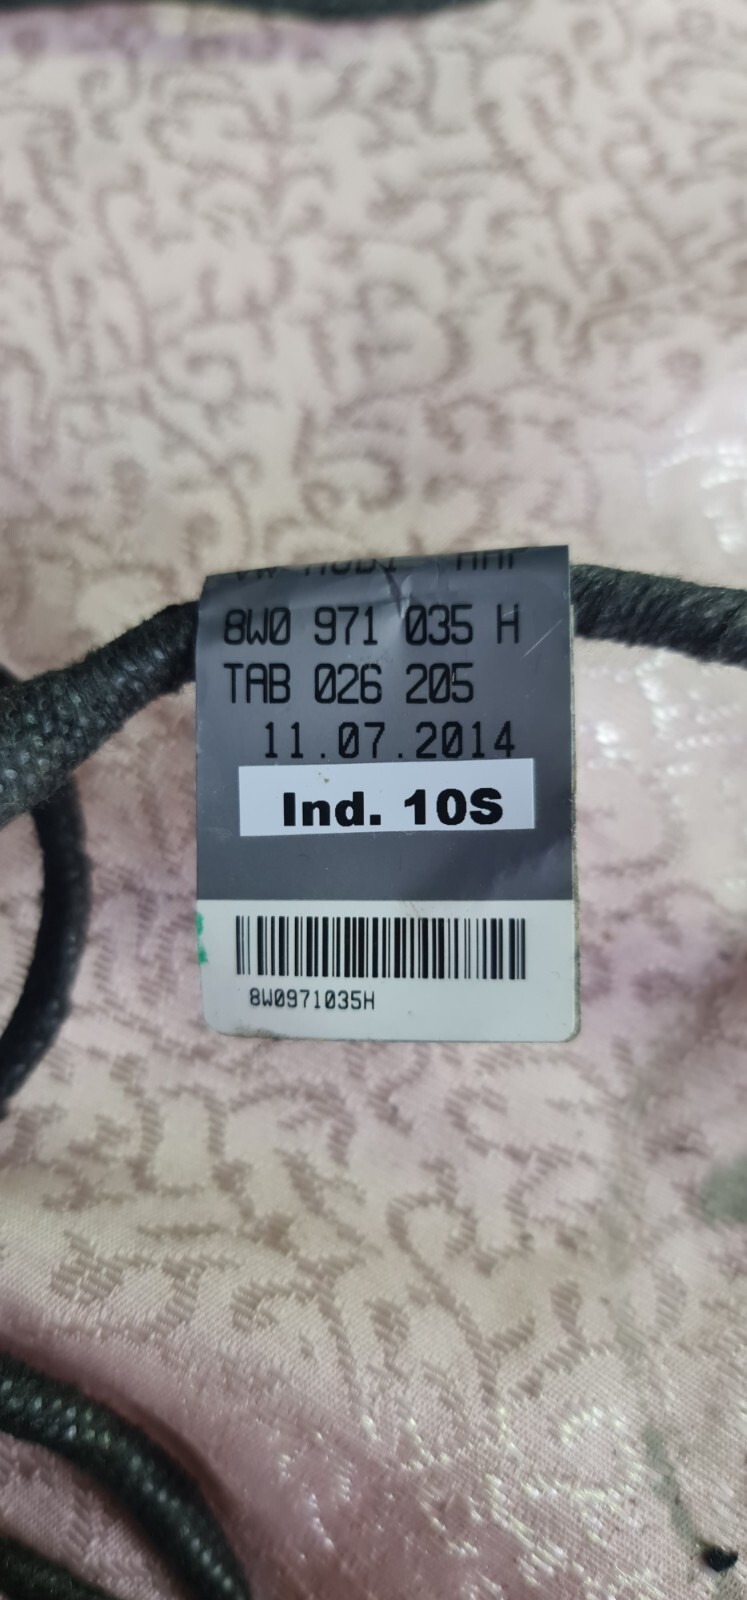 8W0 971 035 H
TAB 026 205
11.07.2014
Ind. 10S
8W0971035H